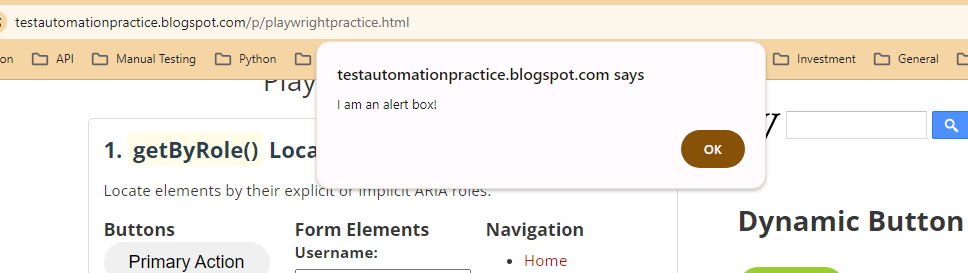 testautomationpractice.blogspot.com/p/playwrightpractice.html
on API Manual Testing Python Investment General
Play
testautomationpractice.blogspot.com says
I am an alert box!
OK
1. getByRole() Loca
Locate elements by their explicit or implicit ARIA roles.
Buttons Form Elements Navigation
Username:
Primary Action
Home
Dynamic Button